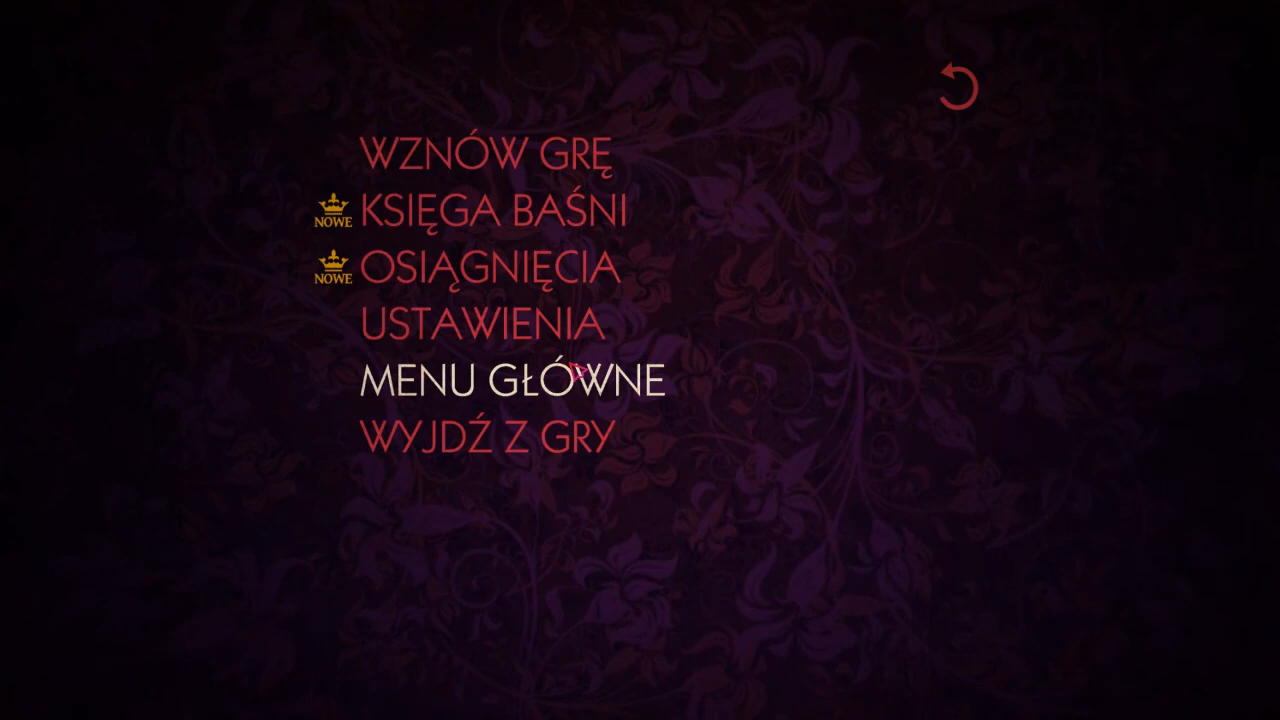 WZNÓW GRĘ
NOWE KSIĘGA BAŚNI
NOWE OSIĄGNIĘCIA
USTAWIENIA
MENU GŁÓWNE
WYJDŹ Z GRY